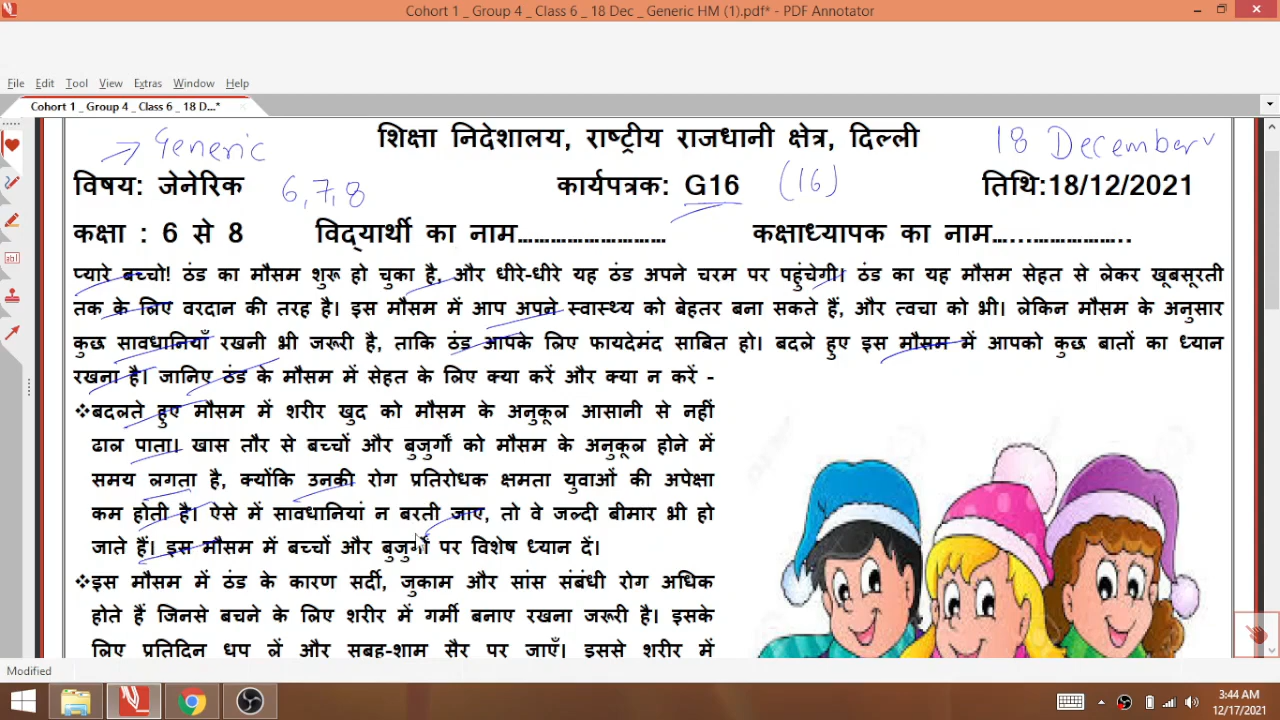 Cohort 1 _ Group 4 _ Class 6 _ 18 Dec _ Generic HM (1).pdf* - PDF Annotator
File Edit Tool View Extras Window Help
Cohort 1 _ Group 4 _ Class 6 _ 18 D...*
शिक्षा निदेशालय, राष्ट्रीय राजधानी क्षेत्र, दिल्ली
Generic
18 December
विषय: जेनेरिक 6,7,8 कार्यपत्रक: G16 (16) तिथि:18/12/2021
कक्षा : 6 से 8 विद्यार्थी का नाम........................ कक्षाध्यापक का नाम......................
प्यारे बच्चो! ठंड का मौसम शुरू हो चुका है, और धीरे-धीरे यह ठंड अपने चरम पर पहुंचेगी। ठंड का यह मौसम सेहत से लेकर खूबसूरती
तक के लिए वरदान की तरह है। इस मौसम में आप अपने स्वास्थ्य को बेहतर बना सकते हैं, और त्वचा को भी। लेकिन मौसम के अनुसार
कुछ सावधानियाँ रखनी भी जरूरी है, ताकि ठंड आपके लिए फायदेमंद साबित हो। बदले हुए इस मौसम में आपको कुछ बातों का ध्यान
रखना है। जानिए ठंड के मौसम में सेहत के लिए क्या करें और क्या न करें -
❖बदलते हुए मौसम में शरीर खुद को मौसम के अनुकूल आसानी से नहीं
ढाल पाता। खास तौर से बच्चों और बुजुर्गों को मौसम के अनुकूल होने में
समय लगता है, क्योंकि उनकी रोग प्रतिरोधक क्षमता युवाओं की अपेक्षा
कम होती है। ऐसे में सावधानियां न बरती जाए, तो वे जल्दी बीमार भी हो
जाते हैं। इस मौसम में बच्चों और बुजुर्गों पर विशेष ध्यान दें।
❖इस मौसम में ठंड के कारण सर्दी, जुकाम और सांस संबंधी रोग अधिक
होते हैं जिनसे बचने के लिए शरीर में गर्मी बनाए रखना जरूरी है। इसके
लिए प्रतिदिन धूप लें और सुबह-शाम सैर पर जाएँ। इससे शरीर में
Modified
3:44 AM
12/17/2021